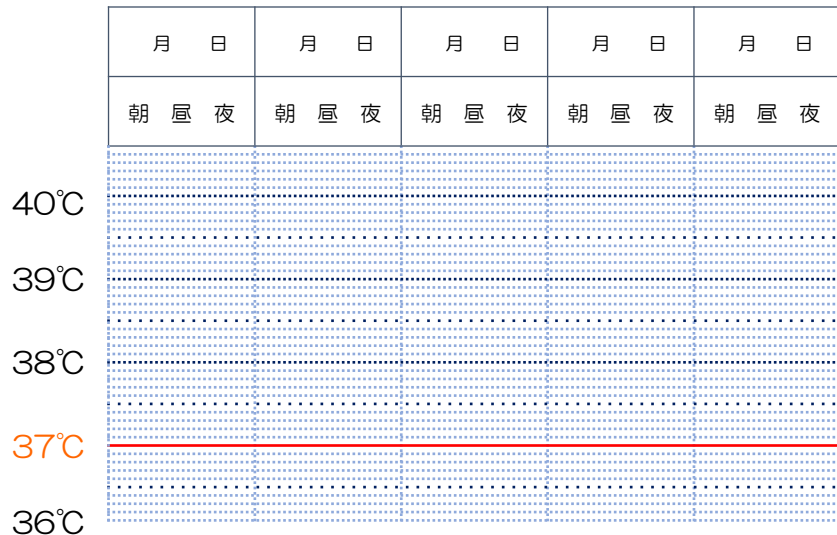 月 日 月 日 月 日 月 日 月 日
朝 昼 夜 朝 昼 夜 朝 昼 夜 朝 昼 夜 朝 昼 夜
40℃
39℃
38℃
37℃
36℃